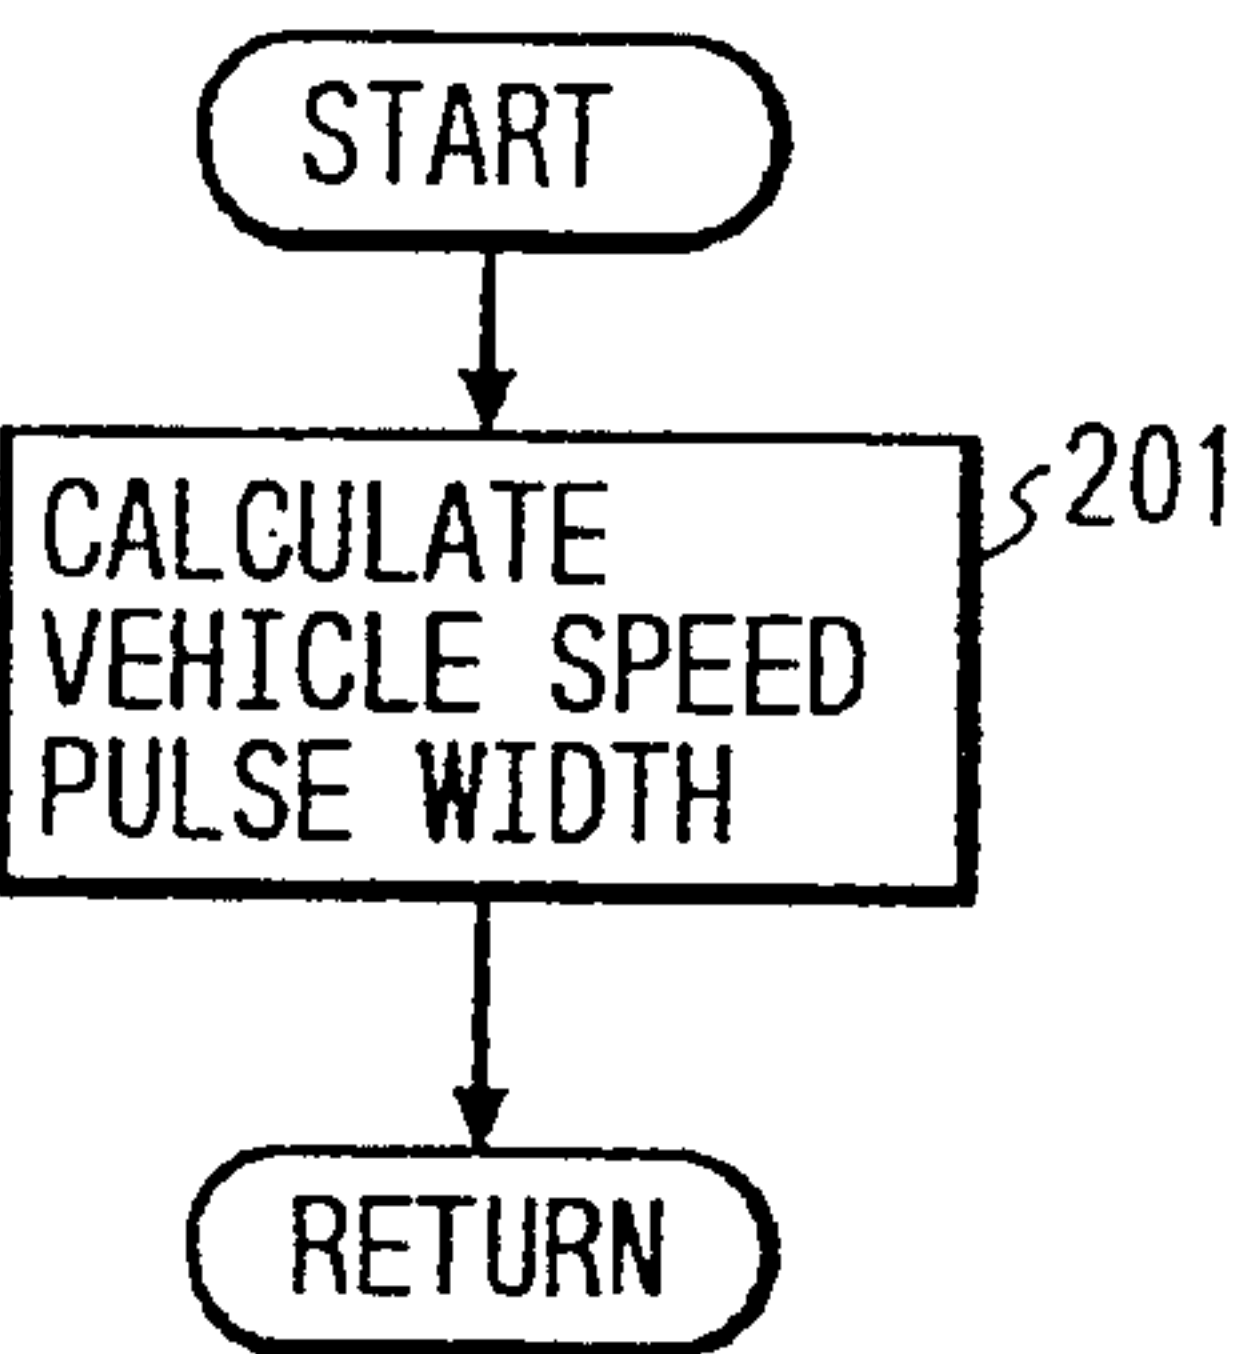 START
CALCULATE
VEHICLE SPEED
PULSE WIDTH
201
RETURN